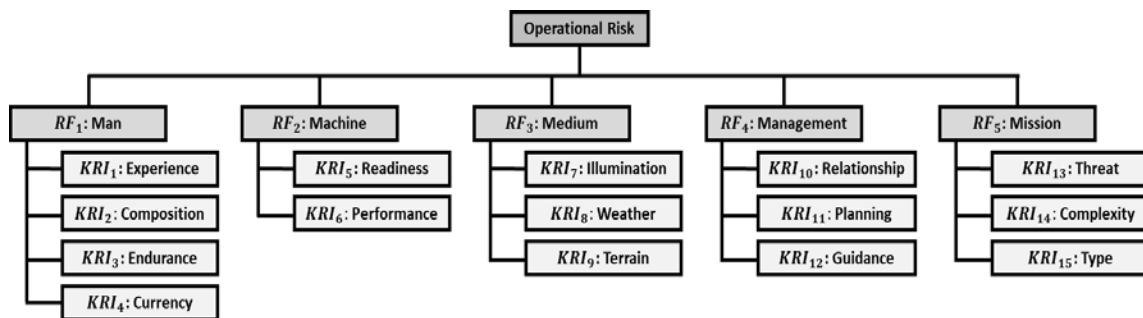 Operational Risk
RF₁: Man
KRI₁: Experience
KRI₂: Composition
KRI₃: Endurance
KRI₄: Currency
RF₂: Machine
KRI₅: Readiness
KRI₆: Performance
RF₃: Medium
KRI₇: Illumination
KRI₈: Weather
KRI₉: Terrain
RF₄: Management
KRI₁₀: Relationship
KRI₁₁: Planning
KRI₁₂: Guidance
RF₅: Mission
KRI₁₃: Threat
KRI₁₄: Complexity
KRI₁₅: Type